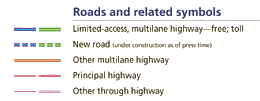 Roads and related symbols
Limited-access, multilane highway—free; toll
New road (under construction as of press time)
Other multilane highway
Principal highway
Other through highway